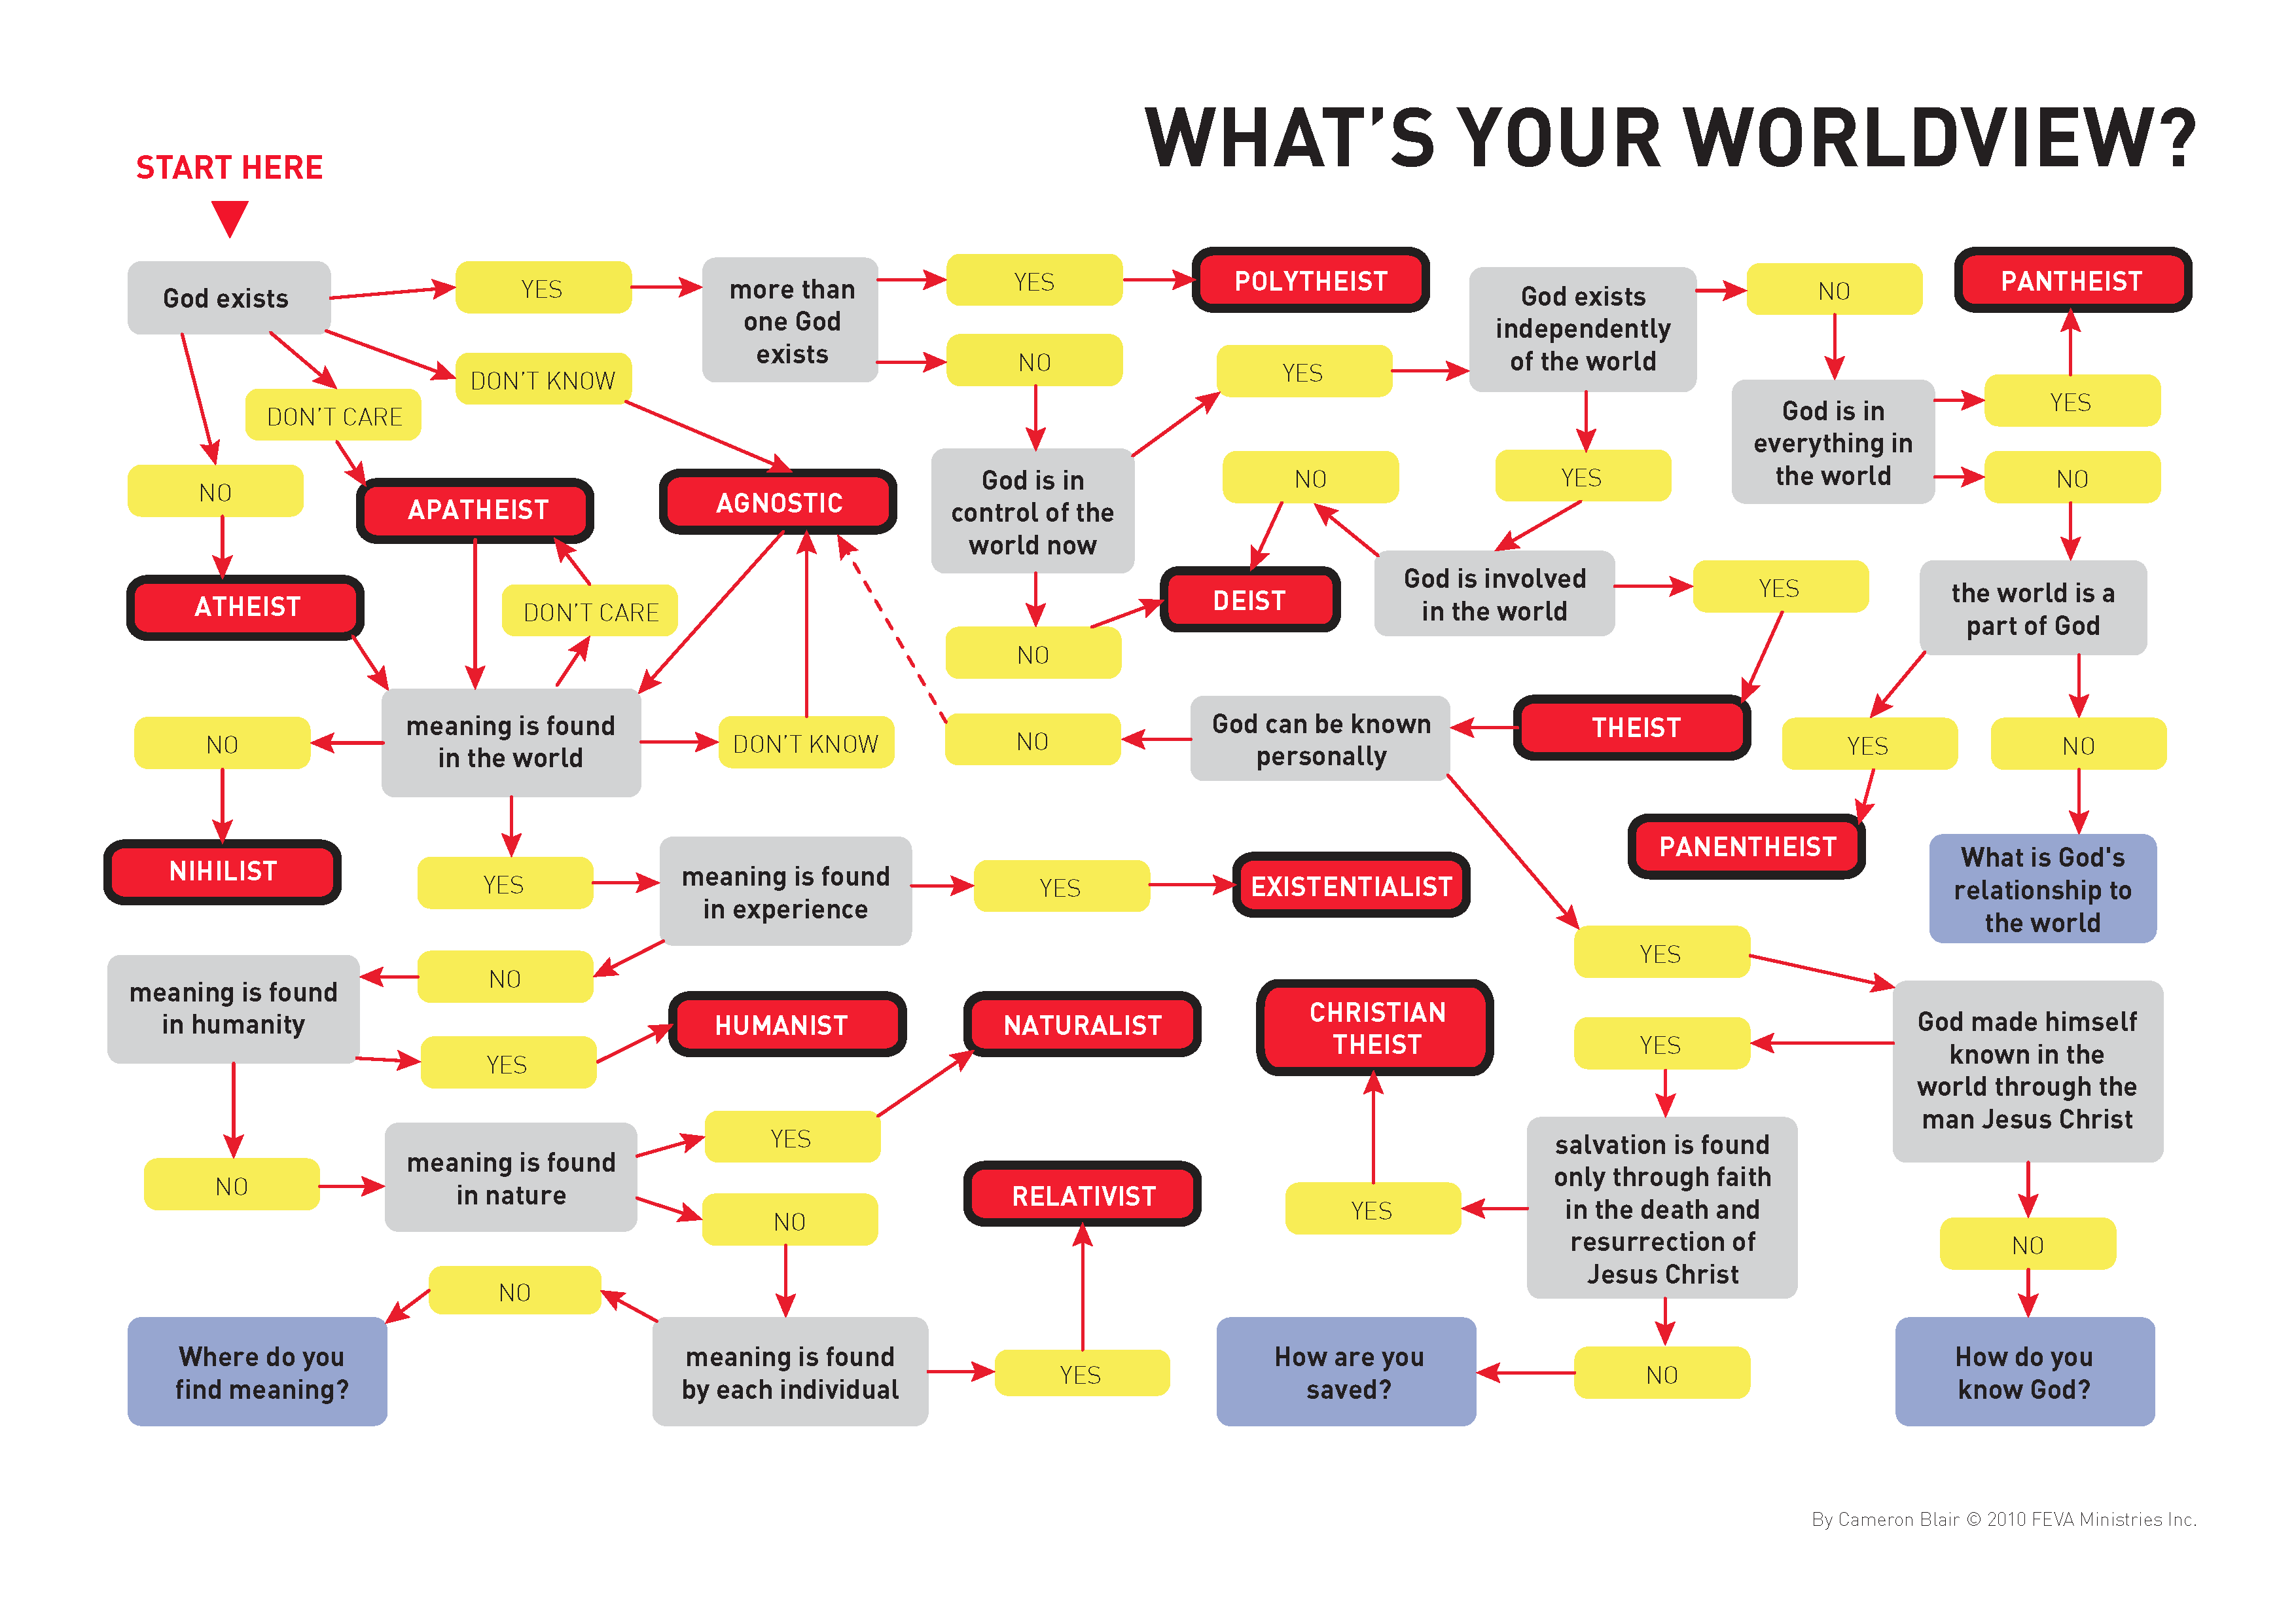 WHAT'S YOUR WORLDVIEW?
START HERE
God exists
YES
more than
one God
exists
YES
POLYTHEIST
God exists
independently
of the world
NO
PANTHEIST
DON'T KNOW
NO
YES
DON'T CARE
God is in
everything in
the world
YES
NO
APATHEIST
AGNOSTIC
God is in
control of the
world now
NO
YES
NO
ATHEIST
DON'T CARE
DEIST
God is involved
in the world
YES
the world is a
part of God
NO
NO
meaning is found
in the world
DON'T KNOW
NO
God can be known
personally
THEIST
YES
NO
NIHILIST
YES
meaning is found
in experience
YES
EXISTENTIALIST
PANENTHEIST
What is God's
relationship to
the world
NO
YES
meaning is found
in humanity
YES
HUMANIST
NATURALIST
CHRISTIAN
THEIST
YES
God made himself
known in the
world through the
man Jesus Christ
NO
meaning is found
in nature
YES
NO
RELATIVIST
YES
salvation is found
only through faith
in the death and
resurrection of
Jesus Christ
NO
NO
Where do you
find meaning?
meaning is found
by each individual
YES
How are you
saved?
NO
How do you
know God?
By Cameron Blair © 2010 FEVA Ministries Inc.